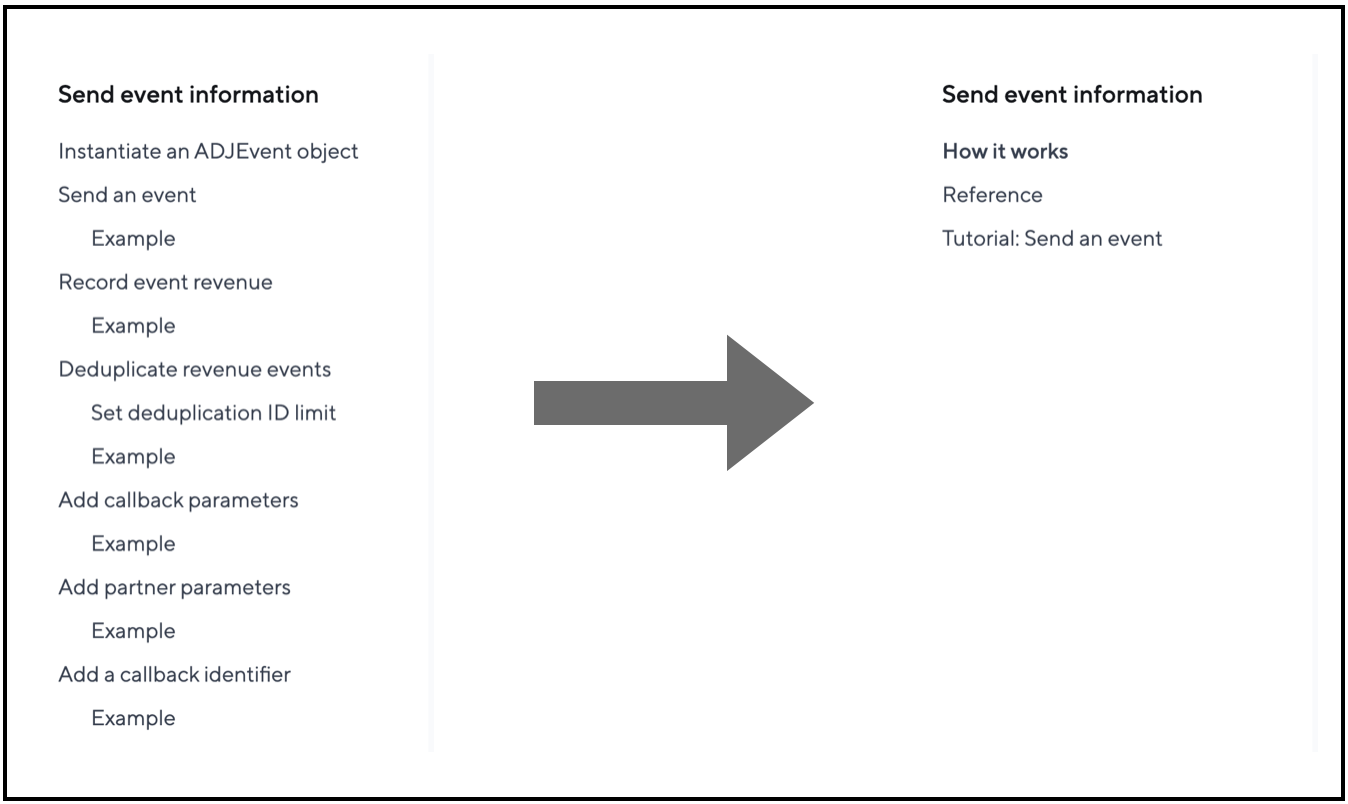 Send event information
Instantiate an ADJEvent object
Send an event
Example
Record event revenue
Example
Deduplicate revenue events
Set deduplication ID limit
Example
Add callback parameters
Example
Add partner parameters
Example
Add a callback identifier
Example
Send event information
How it works
Reference
Tutorial: Send an event